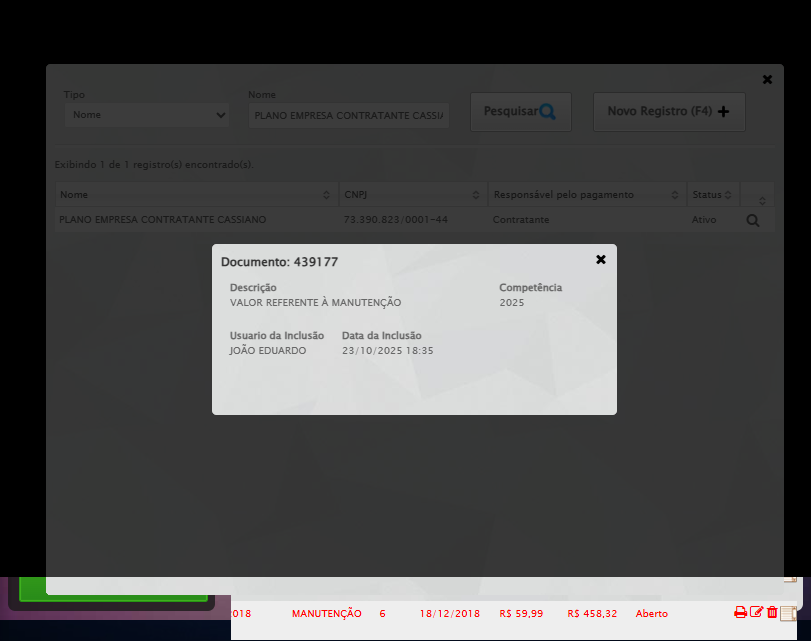 Tipo Nome
Nome PLANO EMPRESA CONTRATANTE CASSI Pesquisar Novo Registro (F4)
Exibindo 1 de 1 registro(s) encontrado(s).
Nome CNPJ Responsável pelo pagamento Status
PLANO EMPRESA CONTRATANTE CASSIANO 73.390.823/0001-44 Contratante Ativo
Documento: 439177
Descrição Competência
VALOR REFERENTE À MANUTENÇÃO 2025
Usuario da Inclusão Data da Inclusão
JOÃO EDUARDO 23/10/2025 18:35
2018 MANUTENÇÃO 6 18/12/2018 R$ 59,99 R$ 458,32 Aberto